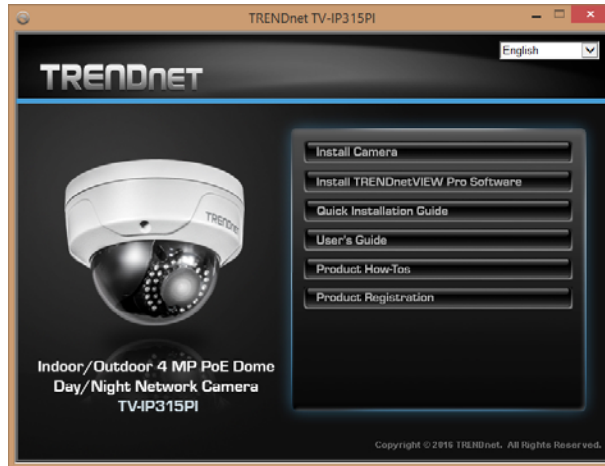 TRENDnet TV-IP315PI
English
TRENDnet
TRENDnet
Install Camera
Install TRENDnetVIEW Pro Software
Quick Installation Guide
User's Guide
Product How-Tos
Product Registration
Indoor/Outdoor 4 MP PoE Dome
Day/Night Network Camera
TV-IP315PI
Copyright © 2016 TRENDnet. All Rights Reserved.